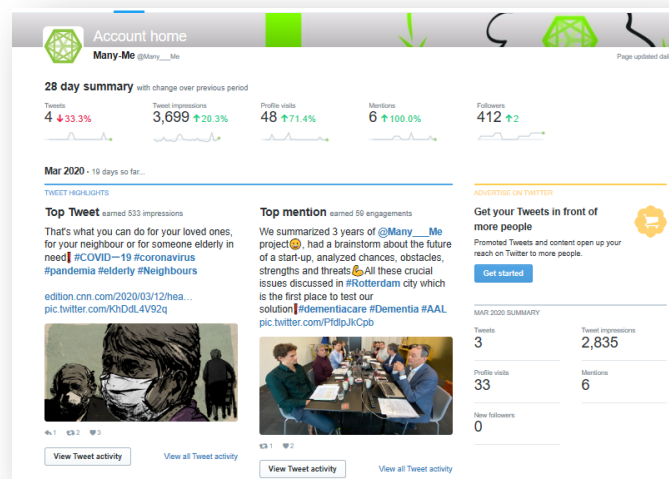 Account home
Many-Me @Many___Me
Page updated dail
28 day summary with change over previous period
Tweets
4 ↓33.3%
Tweet impressions
3,699 ↑20.3%
Profile visits
48 ↑71.4%
Mentions
6 ↑100.0%
Followers
412 ↑2
Mar 2020 • 19 days so far...
TWEET HIGHLIGHTS
Top Tweet earned 533 impressions
That's what you can do for your loved ones,
for your neighbour or for someone elderly in
need❗ #COVID—19 #coronavirus
#pandemia #elderly #Neighbours
edition.cnn.com/2020/03/12/hea…
pic.twitter.com/KhDdL4V92q
1 2 3
View Tweet activity
View all Tweet activity
Top mention earned 59 engagements
We summarized 3 years of @Many___Me
project😀, had a brainstorm about the future
of a start-up, analyzed chances, obstacles,
strengths and threats💪All these crucial
issues discussed in #Rotterdam city which
is the first place to test our
solution❗#dementiacare #Dementia #AAL
pic.twitter.com/PfdlpJkCpb
1 2
View Tweet activity
View all Tweet activity
ADVERTISE ON TWITTER
Get your Tweets in front of
more people
Promoted Tweets and content open up your
reach on Twitter to more people.
Get started
MAR 2020 SUMMARY
Tweets
3
Tweet impressions
2,835
Profile visits
33
Mentions
6
New followers
0